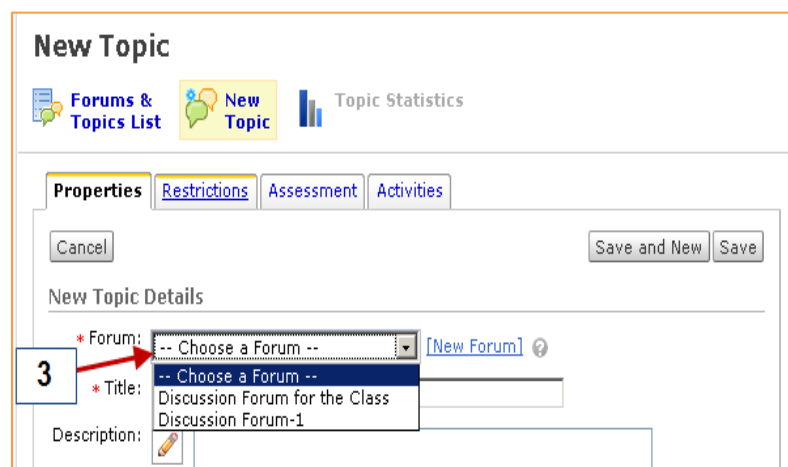 New Topic
Forums & Topics List
New Topic
Topic Statistics
Properties Restrictions Assessment Activities
Cancel Save and New Save
New Topic Details
* Forum: -- Choose a Forum -- [New Forum] ?
3
-- Choose a Forum --
* Title: Discussion Forum for the Class
Discussion Forum-1
Description: